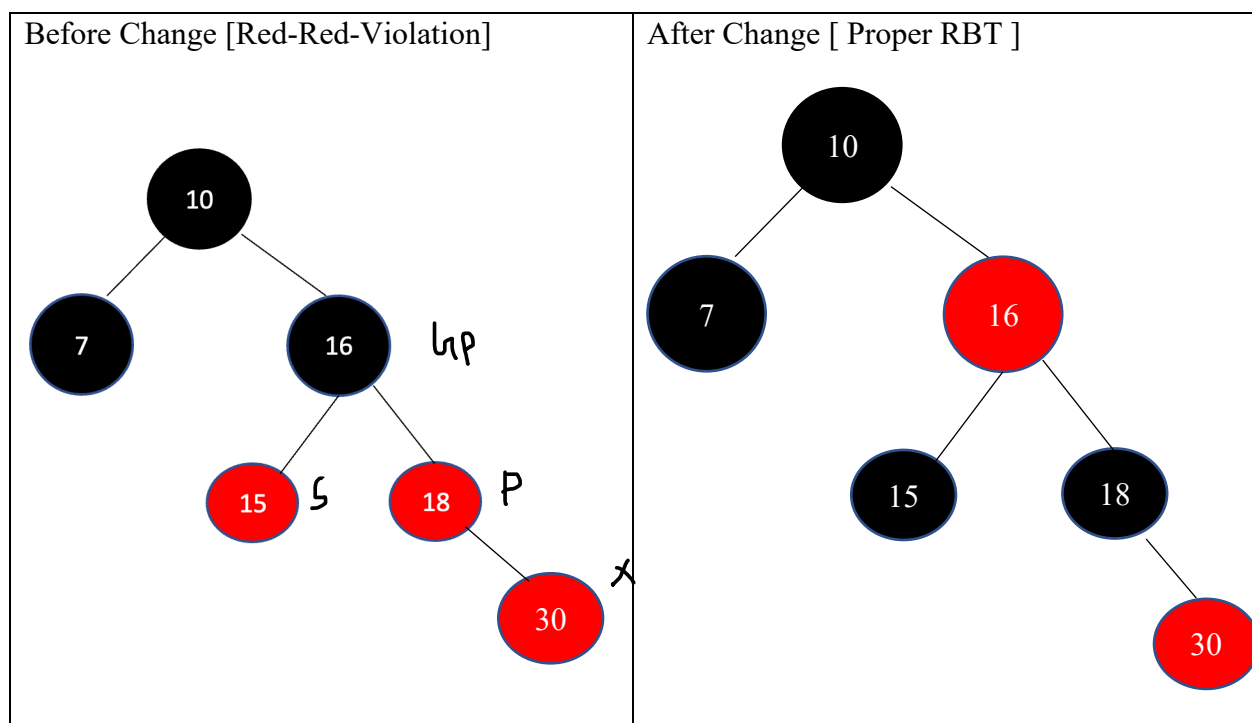 Before Change [Red-Red-Violation]
10
7
16
GP
15
S
18
P
30
X
After Change [ Proper RBT ]
10
7
16
15
18
30